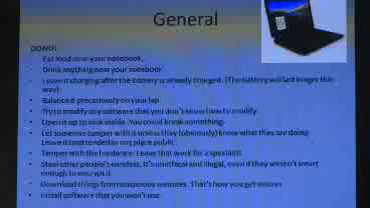 General
DONTs:
Eat food near your notebook.
Drink anything near your notebook.
Leave it charging after the battery is already charged. (The battery will last longer this
way).
Balance it precariously on your lap.
Try to modify any software that you don't know how to modify.
Open it up to look inside. You could break something.
Let someone tamper with it unless they (obviously) know what they are doing.
Leave it unattended in any place public.
Tamper with the hardware. Leave that work for a specialist.
Steal other people's wireless. It's unethical and illegal, even if they weren't smart
enough to encrypt it.
Download things from suspicious websites. That's how you get viruses.
Install software that you won't use.